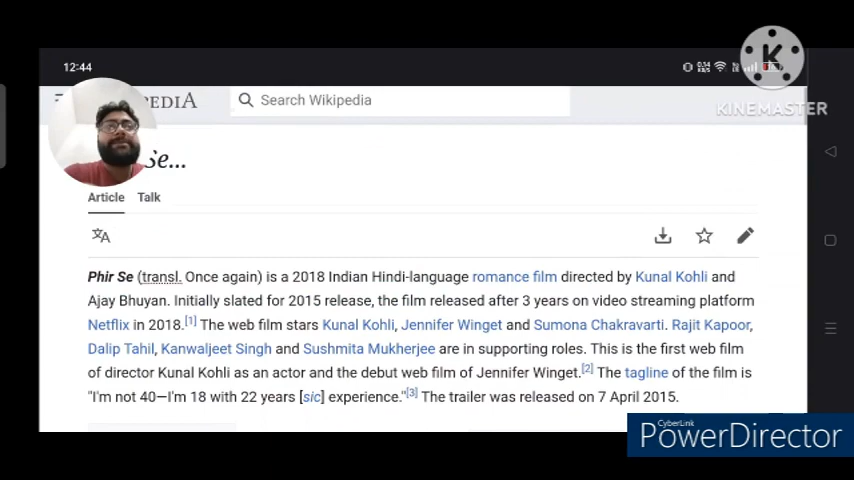 12:44
0.14 KB/S
KINEMASTER
PEDIA
Search Wikipedia
Se...
Article Talk
Phir Se (transl. Once again) is a 2018 Indian Hindi-language romance film directed by Kunal Kohli and
Ajay Bhuyan. Initially slated for 2015 release, the film released after 3 years on video streaming platform
Netflix in 2018.[1] The web film stars Kunal Kohli, Jennifer Winget and Sumona Chakravarti. Rajit Kapoor,
Dalip Tahil, Kanwaljeet Singh and Sushmita Mukherjee are in supporting roles. This is the first web film
of director Kunal Kohli as an actor and the debut web film of Jennifer Winget.[2] The tagline of the film is
"I'm not 40—I'm 18 with 22 years [sic] experience."[3] The trailer was released on 7 April 2015.
CyberLink
PowerDirector